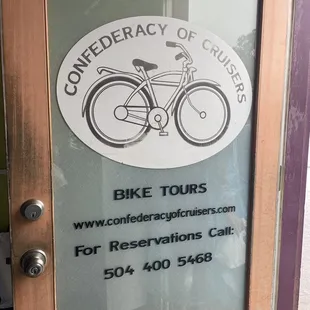 CONFEDERACY OF CRUISERS
BIKE TOURS
www.confederacyofcruisers.com
For Reservations Call:
504 400 5468